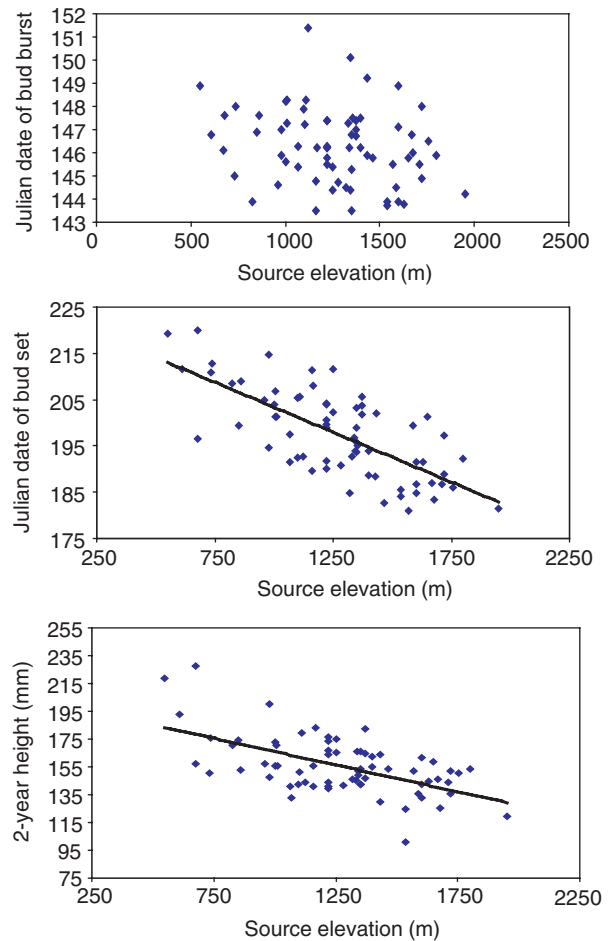 152
151
150
149
148
147
146
145
144
143
Julian date of bud burst
0 500 1000 1500 2000 2500
Source elevation (m)
225
215
205
195
185
175
Julian date of bud set
250 750 1250 1750 2250
Source elevation (m)
255
235
215
195
175
155
135
115
95
75
2-year height (mm)
250 750 1250 1750 2250
Source elevation (m)